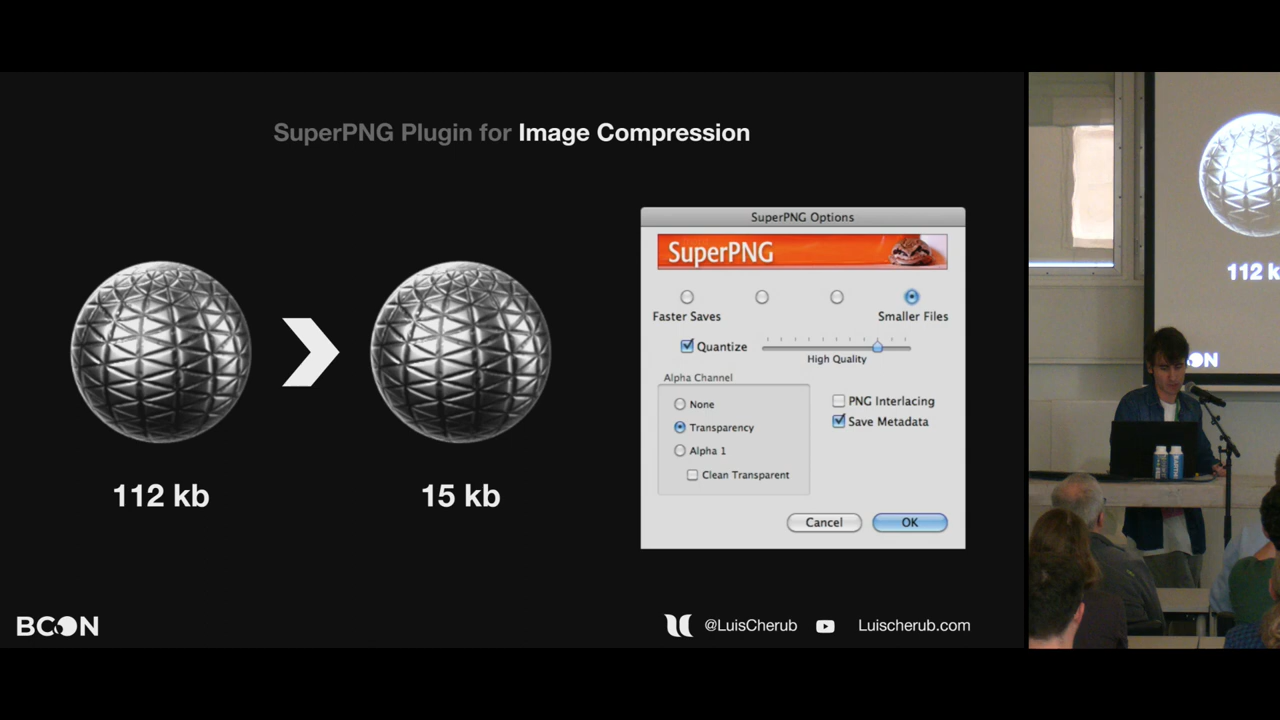 SuperPNG Plugin for Image Compression
112 kb
15 kb
SuperPNG Options
SuperPNG
Faster Saves
Smaller Files
Quantize
High Quality
Alpha Channel
None
Transparency
Alpha 1
Clean Transparent
PNG Interlacing
Save Metadata
Cancel
OK
BCON
@LuisCherub
Luischerub.com
112 k
ON